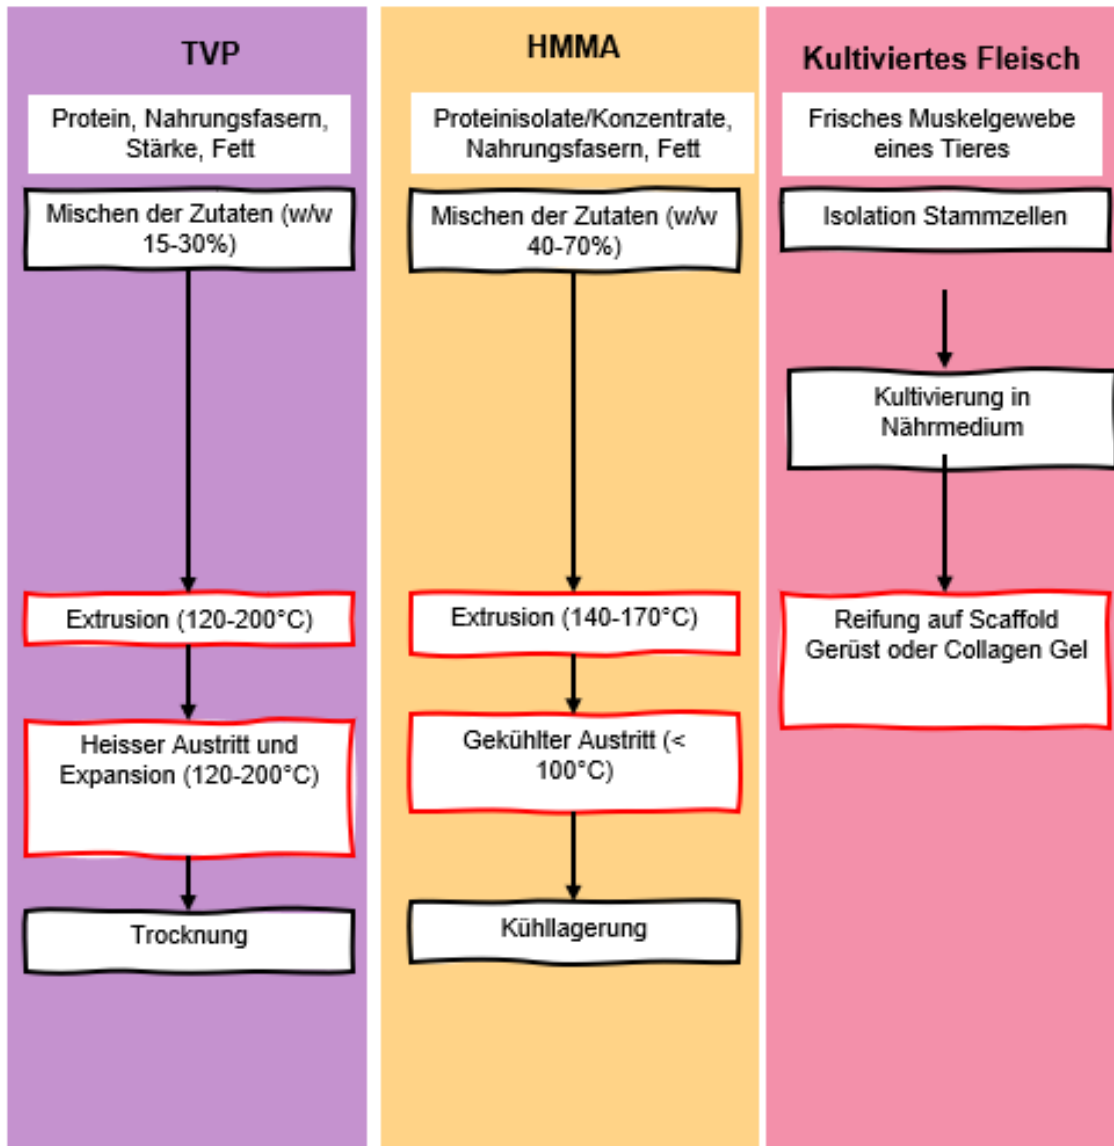 TVP
Protein, Nahrungsfasern,
Stärke, Fett
Mischen der Zutaten (w/w
15-30%)
Extrusion (120-200°C)
Heisser Austritt und
Expansion (120-200°C)
Trocknung
HMMA
Proteinisolate/Konzentrate,
Nahrungsfasern, Fett
Mischen der Zutaten (w/w
40-70%)
Extrusion (140-170°C)
Gekühlter Austritt (<
100°C)
Kühllagerung
Kultiviertes Fleisch
Frisches Muskelgewebe
eines Tieres
Isolation Stammzellen
Kultivierung in
Nährmedium
Reifung auf Scaffold
Gerüst oder Collagen Gel